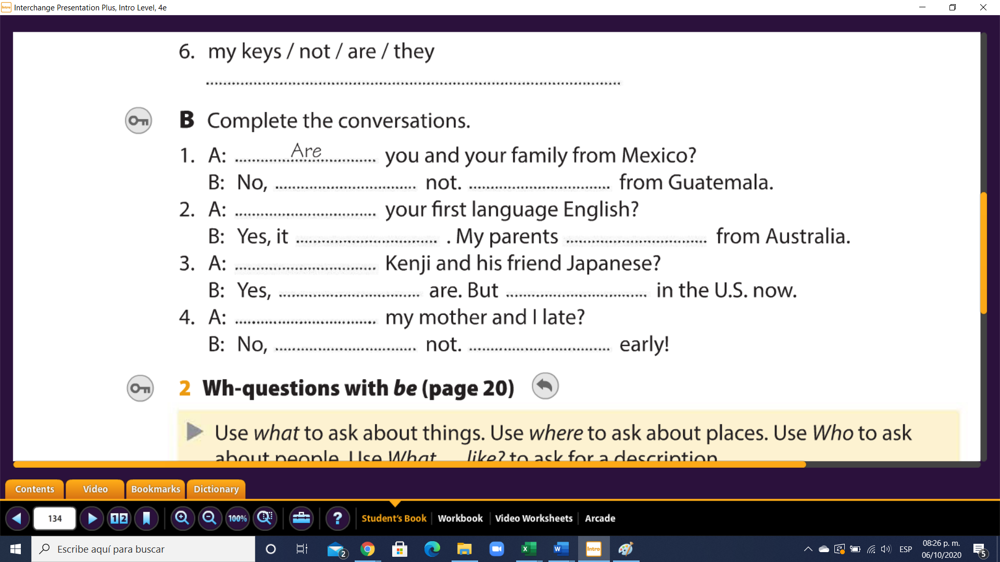 Interchange Presentation Plus, Intro Level, 4e
6. my keys / not / are / they
B Complete the conversations.
1. A: Are you and your family from Mexico?
B: No, ............ not. ............ from Guatemala.
2. A: ............ your first language English?
B: Yes, it ............ . My parents ............ from Australia.
3. A: ............ Kenji and his friend Japanese?
B: Yes, ............ are. But ............ in the U.S. now.
4. A: ............ my mother and I late?
B: No, ............ not. ............ early!
2 Wh-questions with be (page 20)
Use what to ask about things. Use where to ask about places. Use Who to ask
about people. Use What ... like? to ask for a description.
Contents Video Bookmarks Dictionary
134 12 100% ? Student's Book Workbook Video Worksheets Arcade
Escribe aquí para buscar 2 Intro ESP 08:26 p. m.
06/10/2020 5